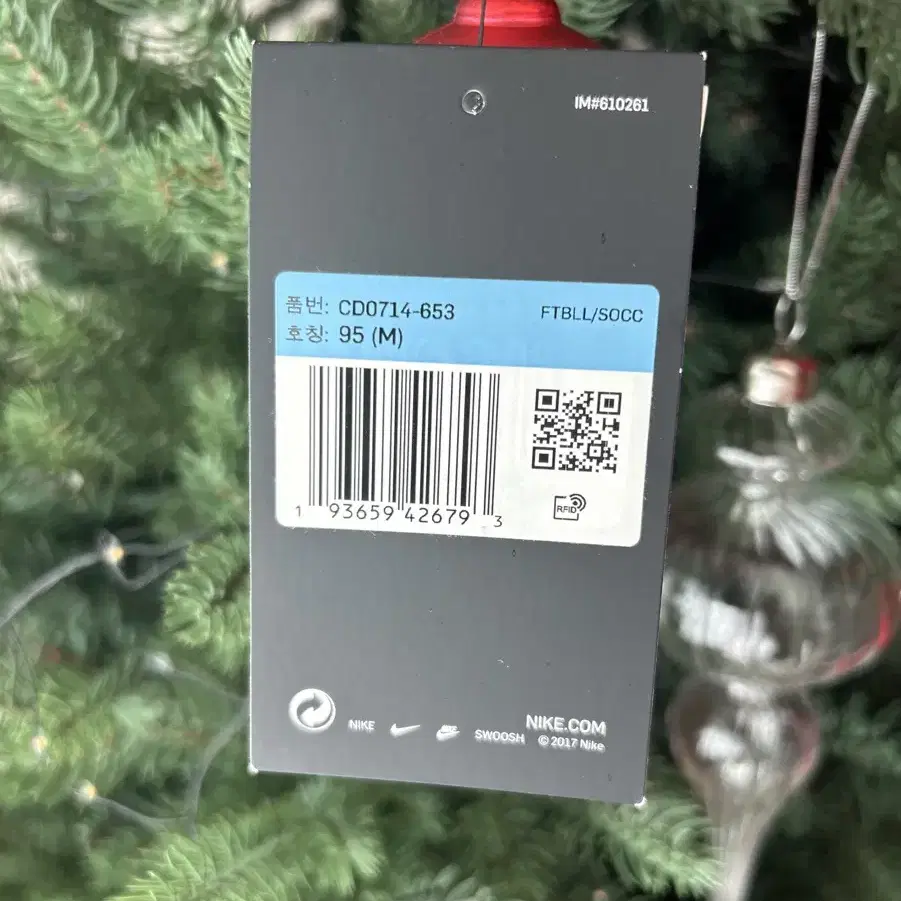 IM#610261
품번: CD0714-653
FTBLL/SOCC
호칭: 95 (M)
1 93659 42679 3
RFID
NIKE
SWOOSH
NIKE.COM
© 2017 Nike